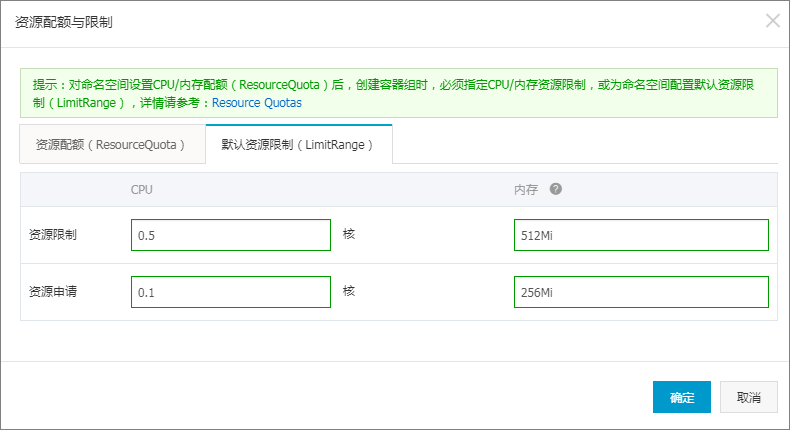 资源配额与限制
提示：对命名空间设置CPU/内存配额（ResourceQuota）后，创建容器组时，必须指定CPU/内存资源限制，或为命名空间配置默认资源限
制（LimitRange），详情请参考：Resource Quotas
资源配额（ResourceQuota） 默认资源限制（LimitRange）
CPU 内存 ?
资源限制 0.5 核 512Mi
资源申请 0.1 核 256Mi
确定 取消